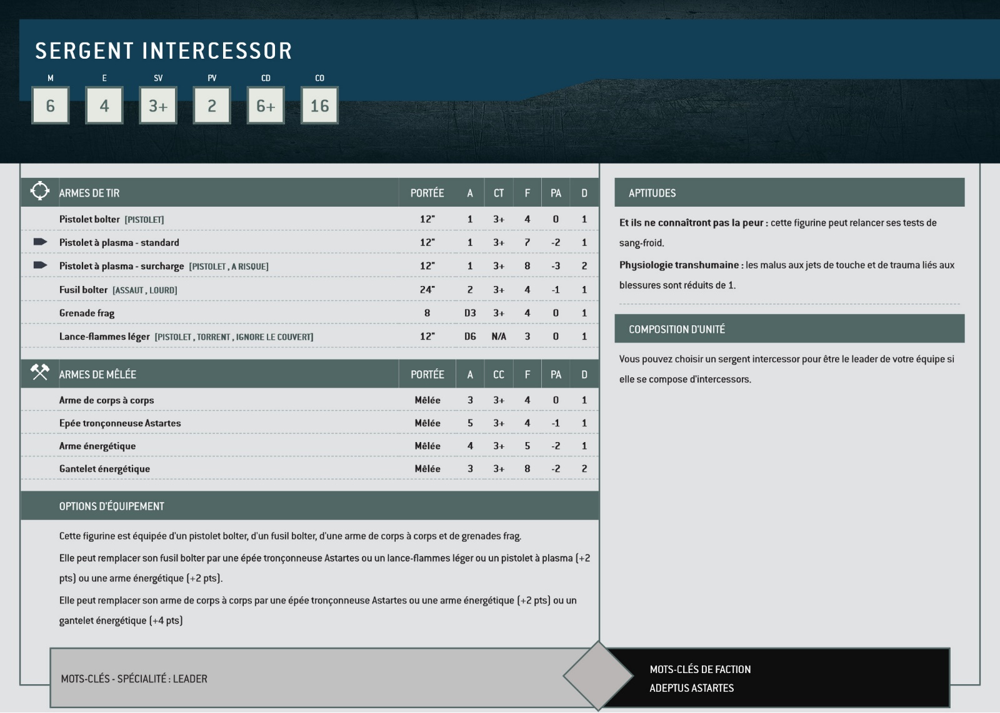 SERGENT INTERCESSOR
M E SV PV CD CO
6 4 3+ 2 6+ 16
ARMES DE TIR PORTÉE A CT F PA D
Pistolet bolter [PISTOLET] 12" 1 3+ 4 0 1
Pistolet à plasma - standard 12" 1 3+ 7 -2 1
Pistolet à plasma - surcharge [PISTOLET , A RISQUE] 12" 1 3+ 8 -3 2
Fusil bolter [ASSAUT , LOURD] 24" 2 3+ 4 -1 1
Grenade frag 8 D3 3+ 4 0 1
Lance-flammes léger [PISTOLET , TORRENT , IGNORE LE COUVERT] 12" D6 N/A 3 0 1
ARMES DE MÊLÉE PORTÉE A CC F PA D
Arme de corps à corps Mêlée 3 3+ 4 0 1
Epée tronçonneuse Astartes Mêlée 5 3+ 4 -1 1
Arme énergétique Mêlée 4 3+ 5 -2 1
Gantelet énergétique Mêlée 3 3+ 8 -2 2
OPTIONS D'ÉQUIPEMENT
Cette figurine est équipée d'un pistolet bolter, d'un fusil bolter, d'une arme de corps à corps et de grenades frag.
Elle peut remplacer son fusil bolter par une épée tronçonneuse Astartes ou un lance-flammes léger ou un pistolet à plasma (+2
pts) ou une arme énergétique (+2 pts).
Elle peut remplacer son arme de corps à corps par une épée tronçonneuse Astartes ou une arme énergétique (+2 pts) ou un
gantelet énergétique (+4 pts)
APTITUDES
Et ils ne connaîtront pas la peur : cette figurine peut relancer ses tests de
sang-froid.
Physiologie transhumaine : les malus aux jets de touche et de trauma liés aux
blessures sont réduits de 1.
COMPOSITION D'UNITÉ
Vous pouvez choisir un sergent intercessor pour être le leader de votre équipe si
elle se compose d'intercessors.
MOTS-CLÉS - SPÉCIALITÉ : LEADER
MOTS-CLÉS DE FACTION
ADEPTUS ASTARTES